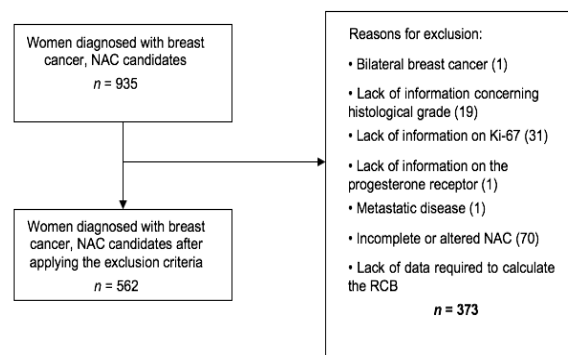 Women diagnosed with breast
cancer, NAC candidates
n = 935
Women diagnosed with breast
cancer, NAC candidates after
applying the exclusion criteria
n = 562
Reasons for exclusion:
• Bilateral breast cancer (1)
• Lack of information concerning
histological grade (19)
• Lack of information on Ki-67 (31)
• Lack of information on the
progesterone receptor (1)
• Metastatic disease (1)
• Incomplete or altered NAC (70)
• Lack of data required to calculate
the RCB
n = 373